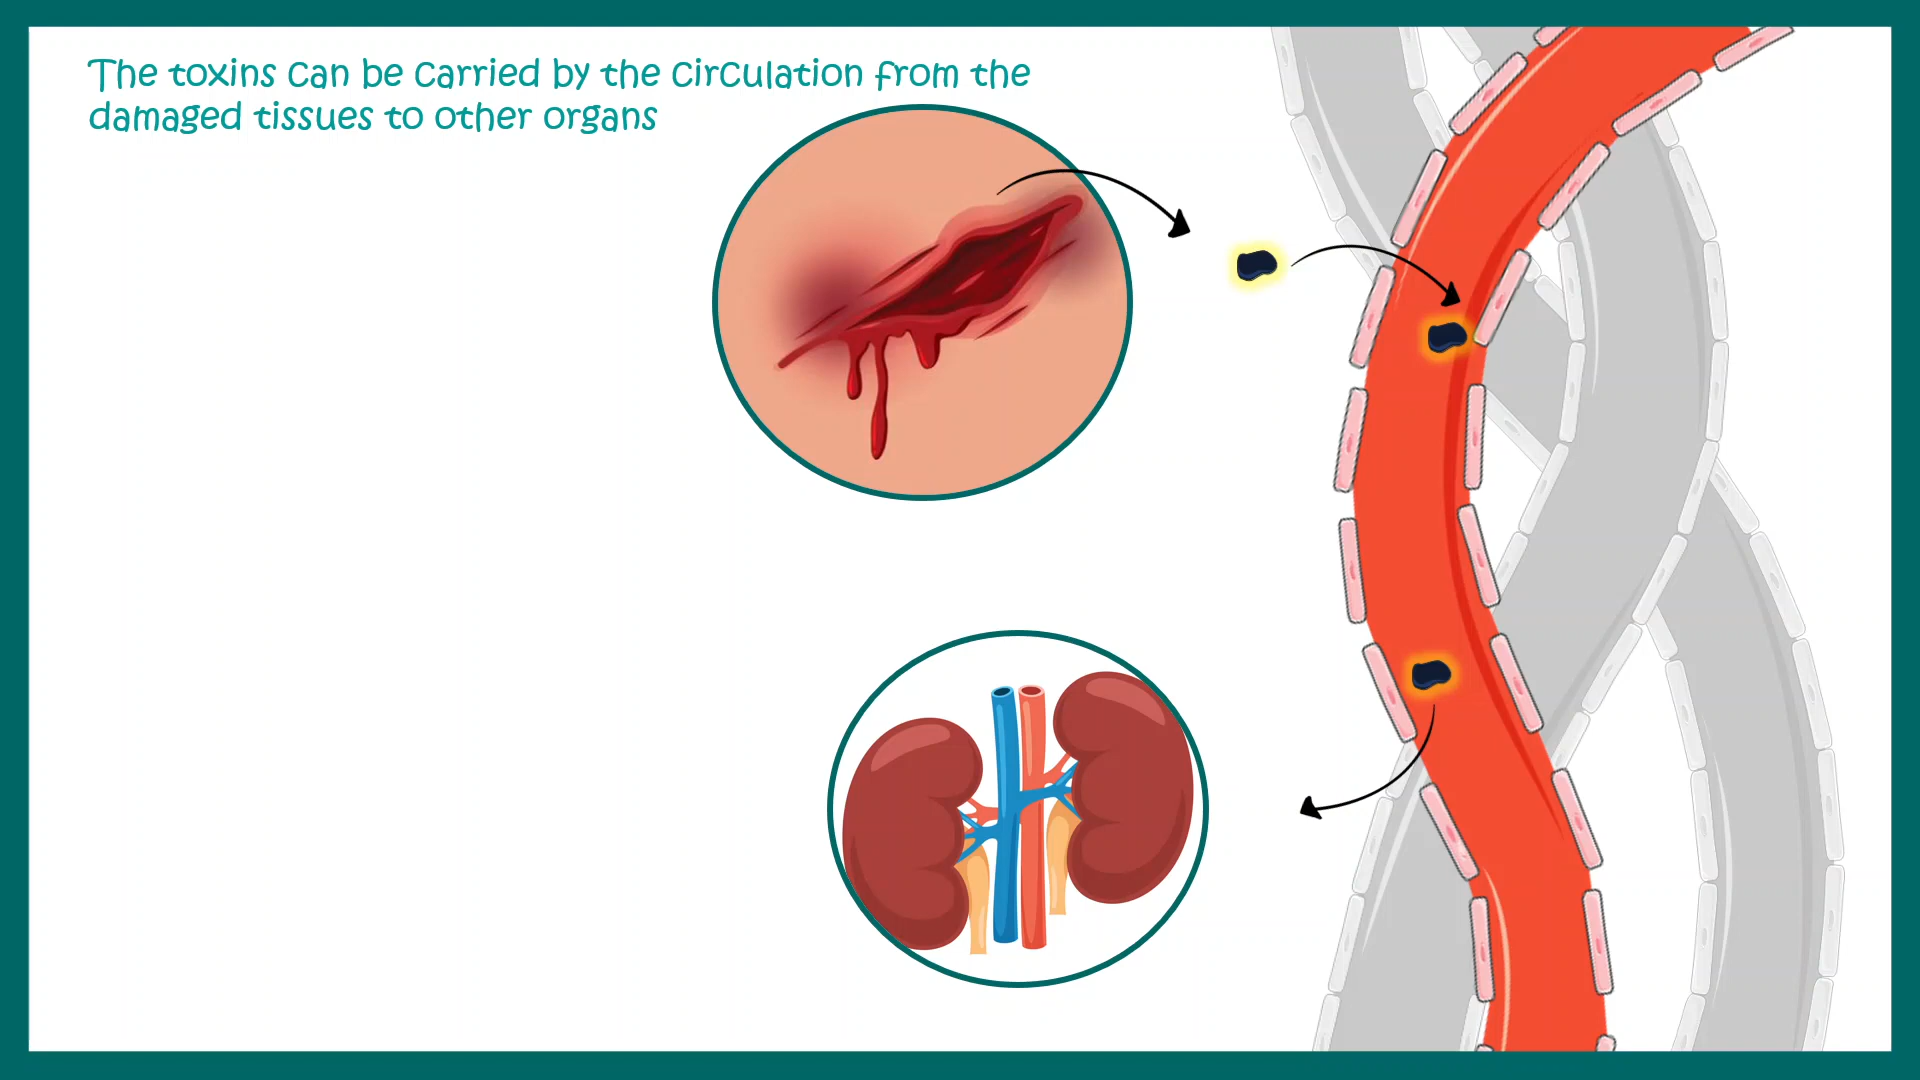 The toxins can be carried by the circulation from the
damaged tissues to other organs